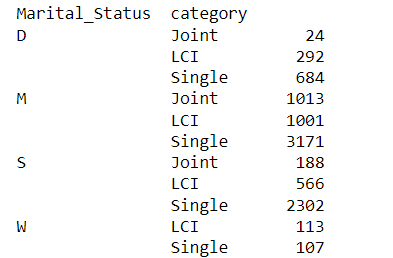 Marital_Status  category
D               Joint         24
                LCI          292
                Single       684
M               Joint       1013
                LCI         1001
                Single      3171
S               Joint        188
                LCI          566
                Single      2302
W               LCI          113
                Single       107